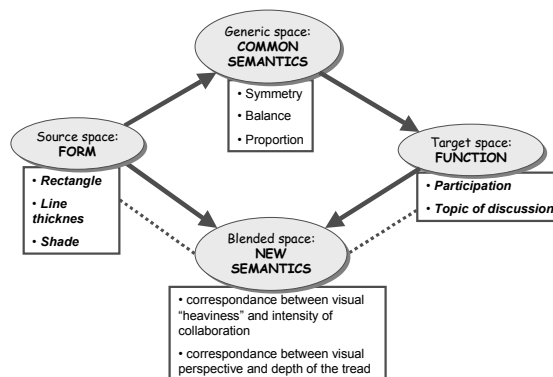 Generic space:
COMMON
SEMANTICS
• Symmetry
• Balance
• Proportion
Source space:
FORM
• Rectangle
• Line
thicknes
• Shade
Target space:
FUNCTION
• Participation
• Topic of discussion
Blended space:
NEW
SEMANTICS
• correspondance between visual
"heaviness" and intensity of
collaboration
• correspondance between visual
perspective and depth of the tread